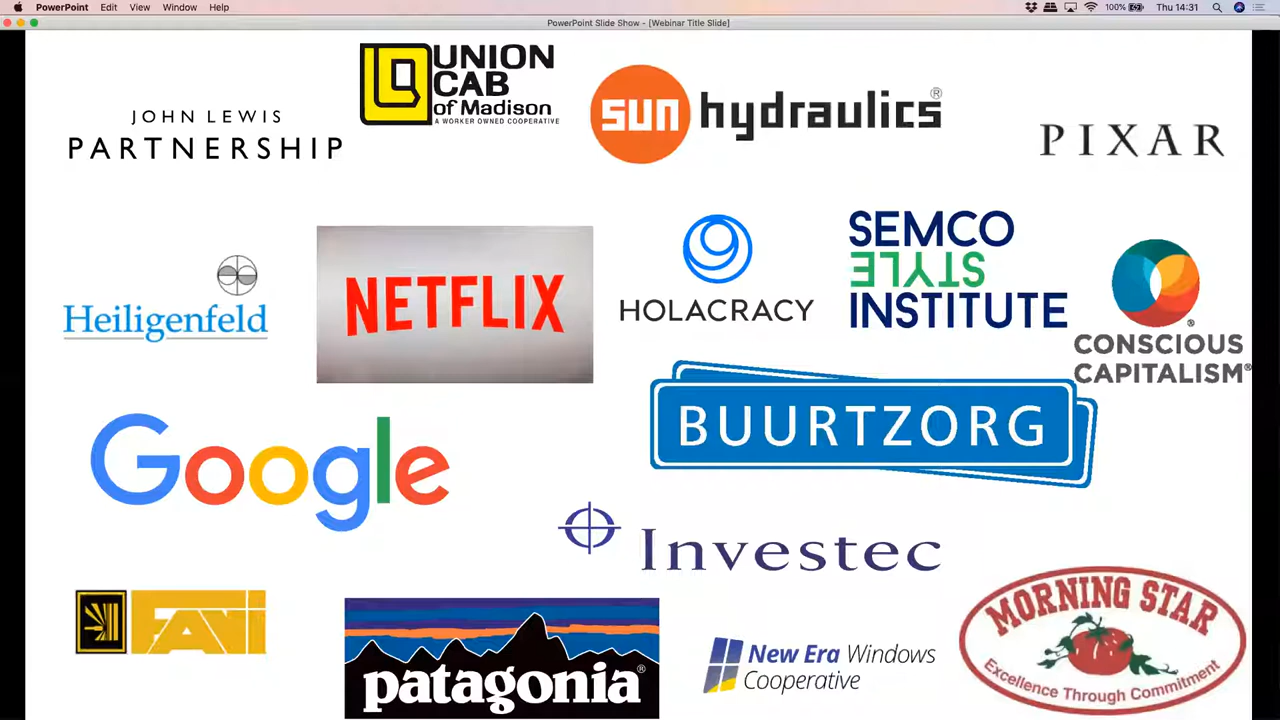 PowerPoint Edit View Window Help
100% Thu 14:31
PowerPoint Slide Show - [Webinar Title Slide]
JOHN LEWIS
PARTNERSHIP
UNION
CAB
of Madison
A WORKER OWNED COOPERATIVE
sun hydraulics®
PIXAR
Heiligenfeld
NETFLIX
HOLACRACY
SEMCO
STYLE
INSTITUTE
CONSCIOUS
CAPITALISM®
Google
BUURTZORG
Investec
FAVI
patagonia®
New Era Windows
Cooperative
MORNING STAR
Excellence Through Commitment